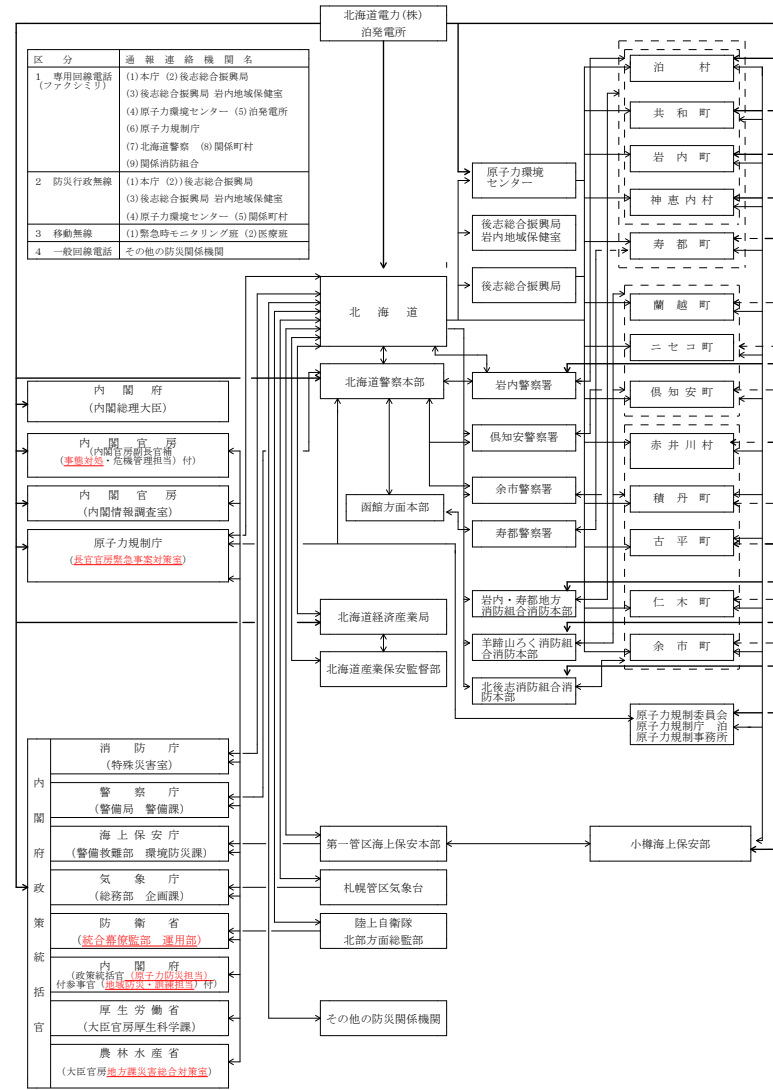 北海道電力(株)
泊発電所
区　分　通報連絡機関名
1　専用回線電話　(1)本庁 (2)後志総合振興局
(ファクシミリ)
(3)後志総合振興局 岩内地域保健室
(4)原子力環境センター (5)泊発電所
(6)原子力規制庁
(7)北海道警察　(8)関係町村
(9)関係消防組合
2　防災行政無線　(1)本庁 (2))後志総合振興局
(3)後志総合振興局 岩内地域保健室
(4)原子力環境センター (5)関係町村
3　移動無線　(1)緊急時モニタリング班 (2)医療班
4　一般回線電話　その他の防災関係機関
泊　村
共和町
岩内町
神恵内村
寿都町
蘭越町
ニセコ町
倶知安町
赤井川村
積丹町
古平町
仁木町
余市町
原子力環境
センター
後志総合振興局
岩内地域保健室
後志総合振興局
北　海　道
北海道警察本部
岩内警察署
倶知安警察署
余市警察署
函館方面本部
寿都警察署
岩内・寿都地方
消防組合消防本部
羊蹄山ろく消防組
合消防本部
北後志消防組合消
防本部
北海道経済産業局
北海道産業保安監督部
原子力規制委員会
原子力規制庁　泊
原子力規制事務所
内　閣　府
(内閣総理大臣)
内　閣　官　房
(内閣官房副長官補
(事態対処・危機管理担当) 付)
内　閣　官　房
(内閣情報調査室)
原子力規制庁
(長官官房緊急事案対策室)
内閣府政策統括官
消　防　庁
(特殊災害室)
警　察　庁
(警備局　警備課)
海上保安庁
(警備救難部　環境防災課)
気　象　庁
(総務部　企画課)
防　衛　省
(統合幕僚監部　運用部)
内　閣　府
(政策統括官 (原子力防災担当)
付参事官 (地域防災・訓練担当) 付)
厚生労働省
(大臣官房厚生科学課)
農林水産省
(大臣官房地方課災害総合対策室)
第一管区海上保安本部
小樽海上保安部
札幌管区気象台
陸上自衛隊
北部方面総監部
その他の防災関係機関